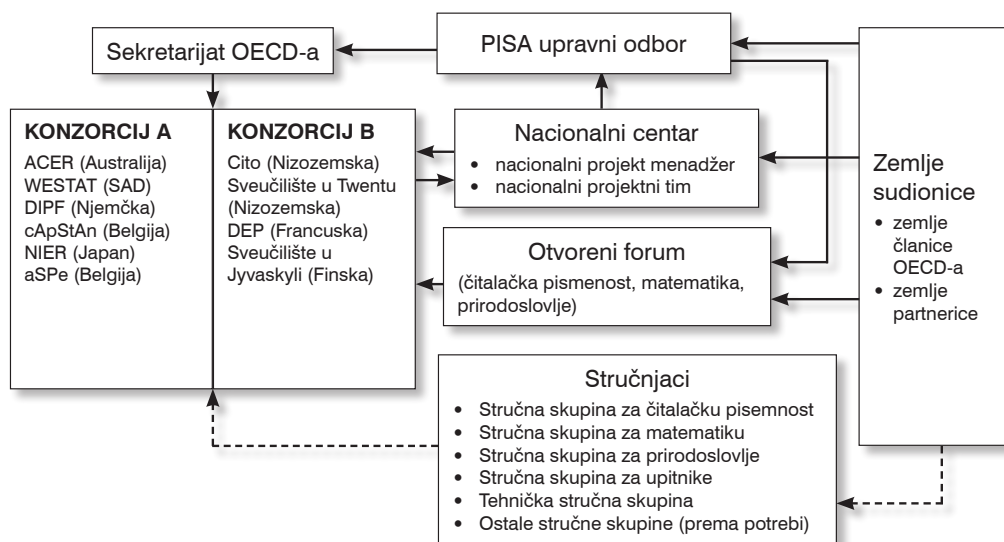 Sekretarijat OECD-a
PISA upravni odbor
KONZORCIJ A
ACER (Australija)
WESTAT (SAD)
DIPF (Njemčka)
cApStAn (Belgija)
NIER (Japan)
aSPe (Belgija)
KONZORCIJ B
Cito (Nizozemska)
Sveučilište u Twentu
(Nizozemska)
DEP (Francuska)
Sveučilište u
Jyvaskyli (Finska)
Nacionalni centar
• nacionalni projekt menadžer
• nacionalni projektni tim
Otvoreni forum
(čitalačka pismenost, matematika,
prirodoslovlje)
Stručnjaci
• Stručna skupina za čitalačku pisemnost
• Stručna skupina za matematiku
• Stručna skupina za prirodoslovlje
• Stručna skupina za upitnike
• Tehnička stručna skupina
• Ostale stručne skupine (prema potrebi)
Zemlje
sudionice
• zemlje
članice
OECD-a
• zemlje
partnerice